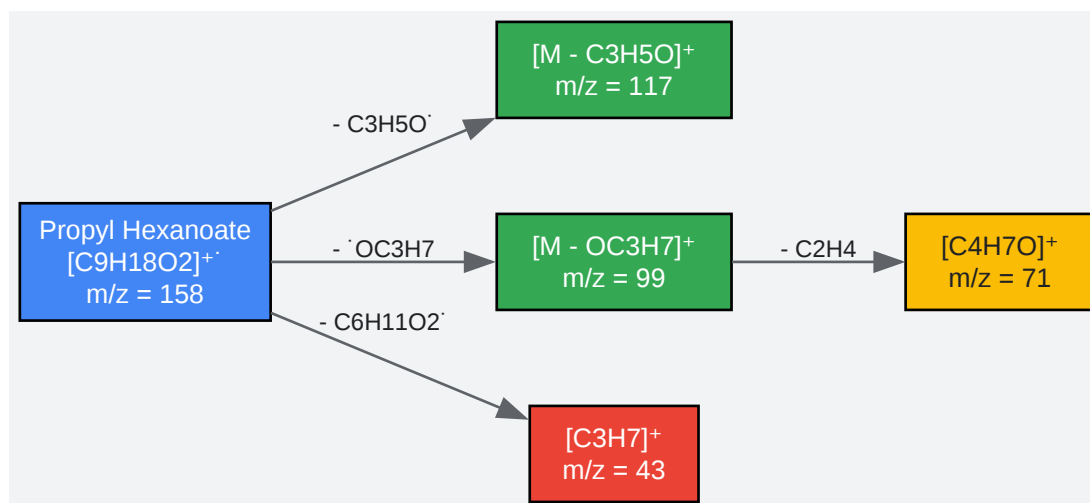 [M - C3H5O]⁺
m/z = 117
- C3H5O˙
Propyl Hexanoate
[C9H18O2]⁺˙
m/z = 158
- ˙OC3H7
[M - OC3H7]⁺
m/z = 99
- C2H4
[C4H7O]⁺
m/z = 71
- C6H11O2˙
[C3H7]⁺
m/z = 43